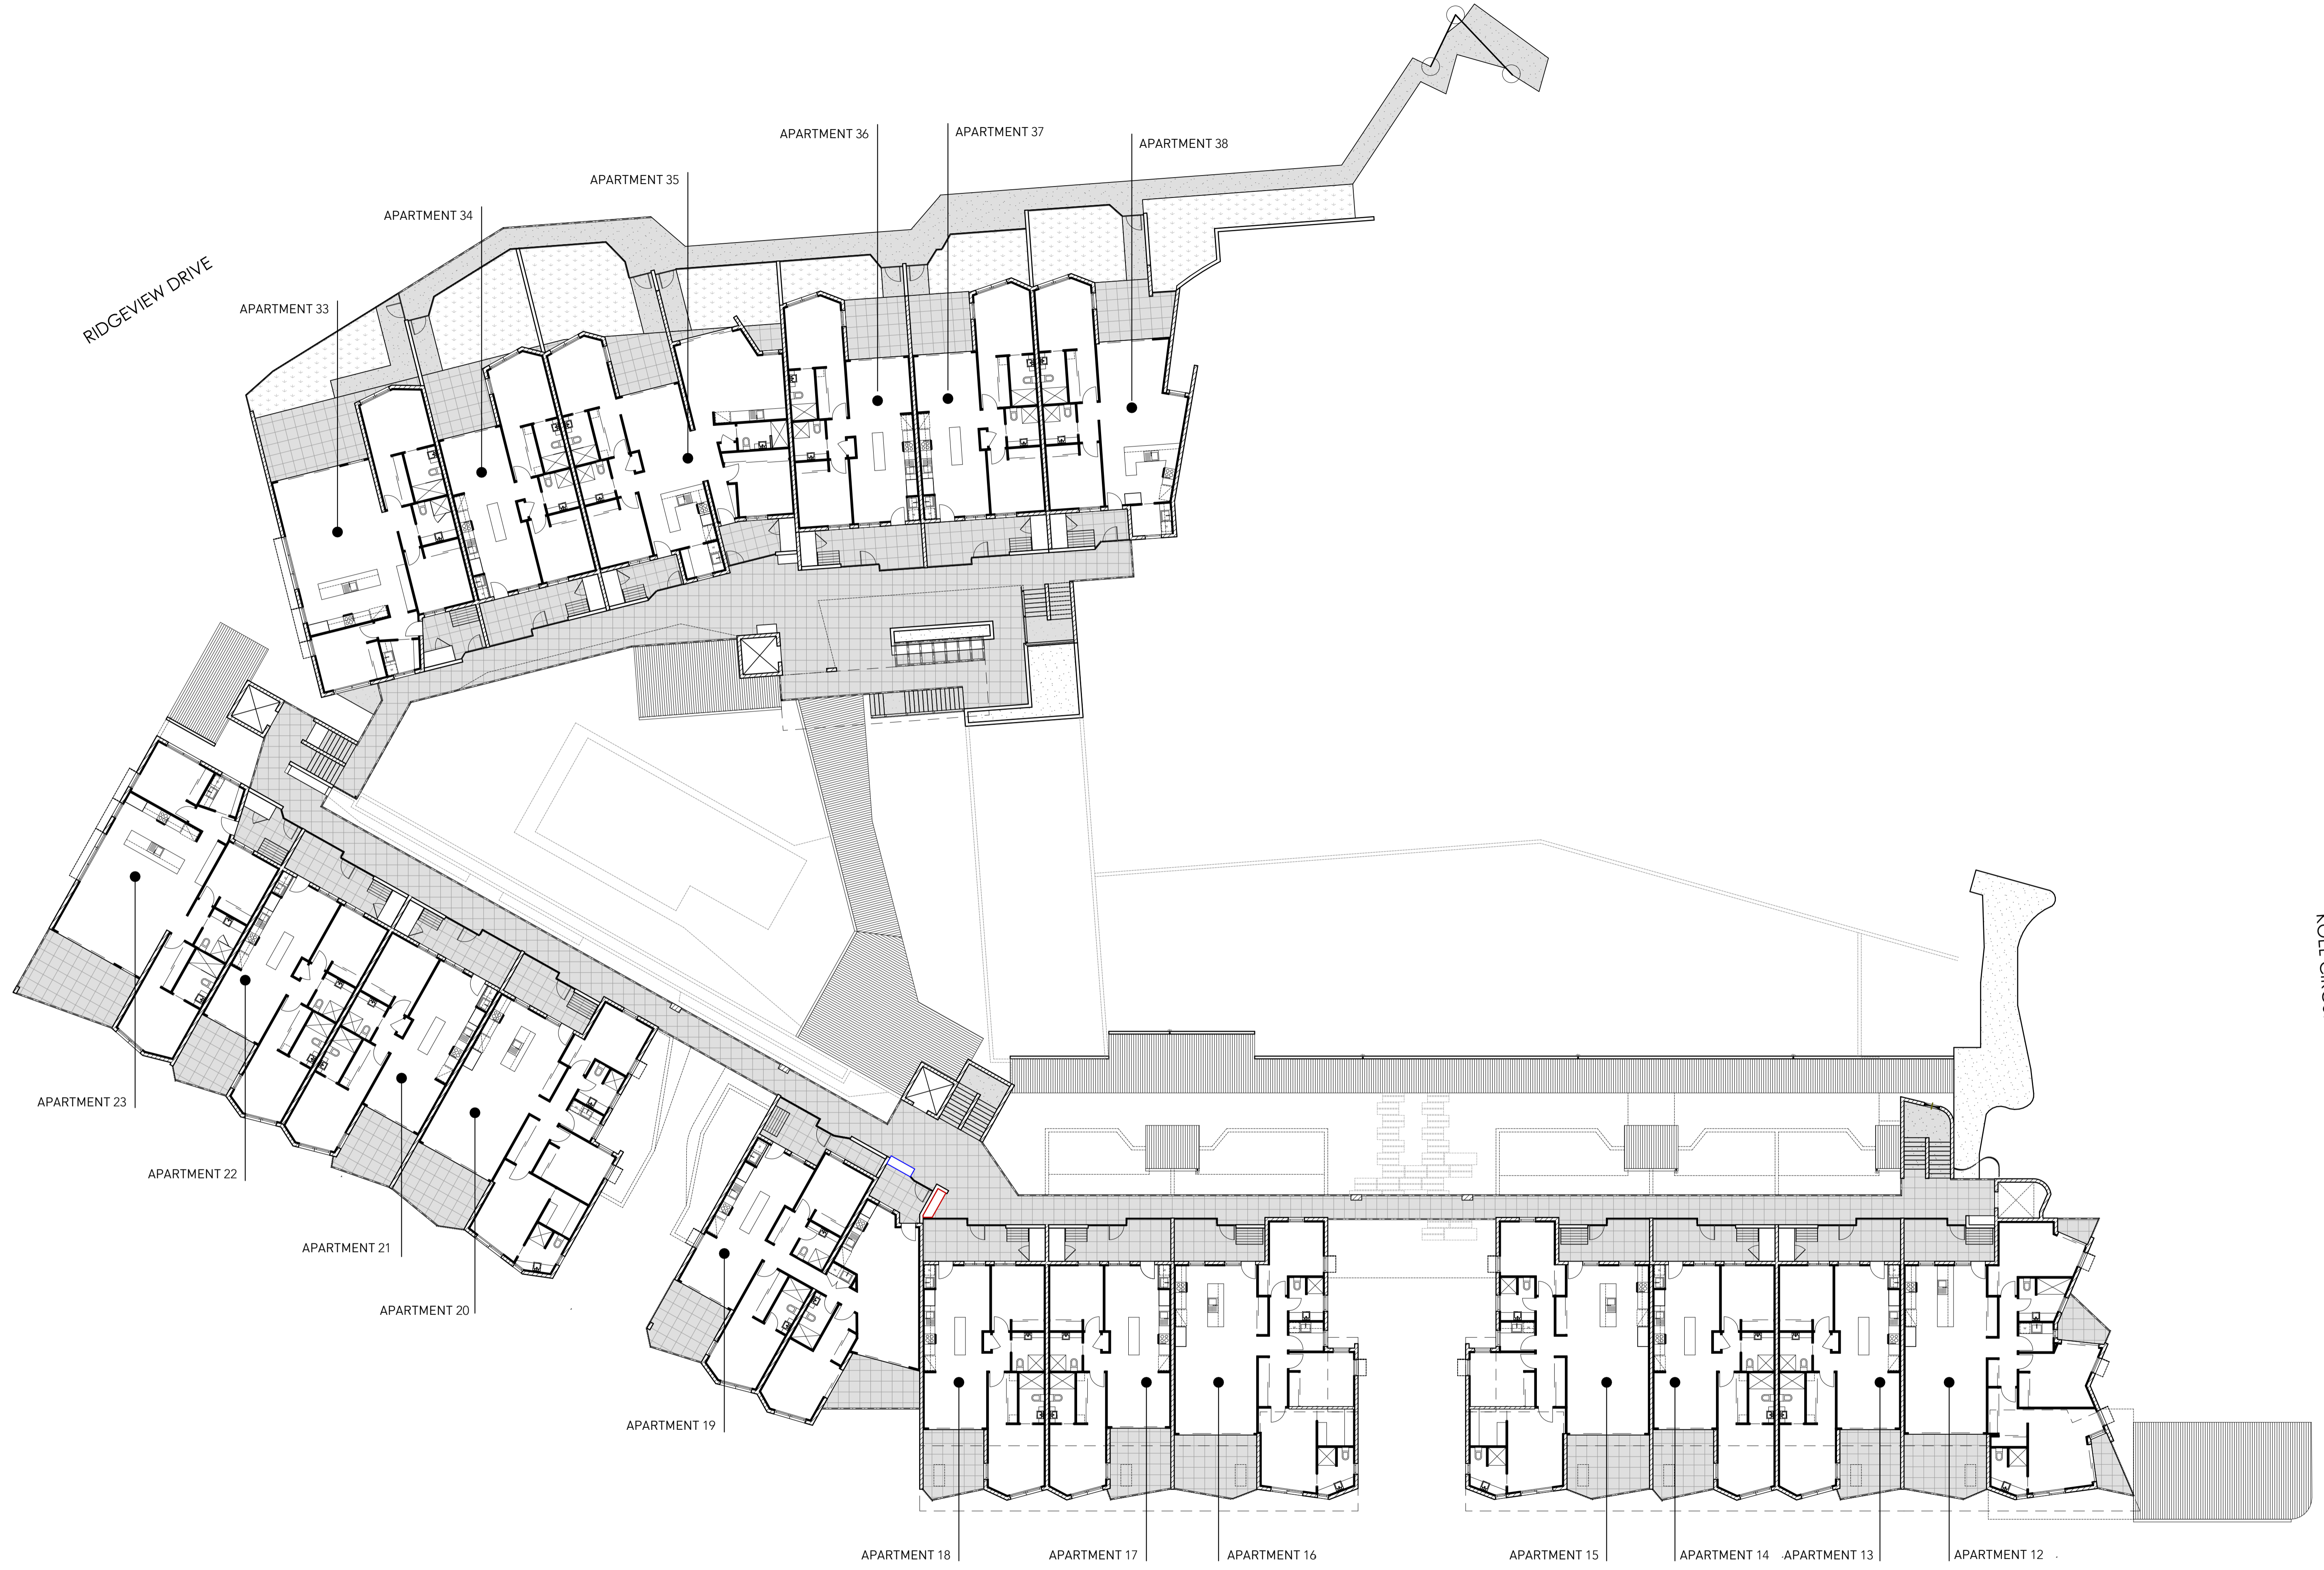 APARTMENT 36
APARTMENT 37
APARTMENT 38
APARTMENT 35
APARTMENT 34
RIDGEVIEW DRIVE
APARTMENT 33
APARTMENT 23
APARTMENT 22
APARTMENT 21
APARTMENT 20
APARTMENT 19
APARTMENT 18
APARTMENT 17
APARTMENT 16
APARTMENT 15
APARTMENT 14
APARTMENT 13
APARTMENT 12